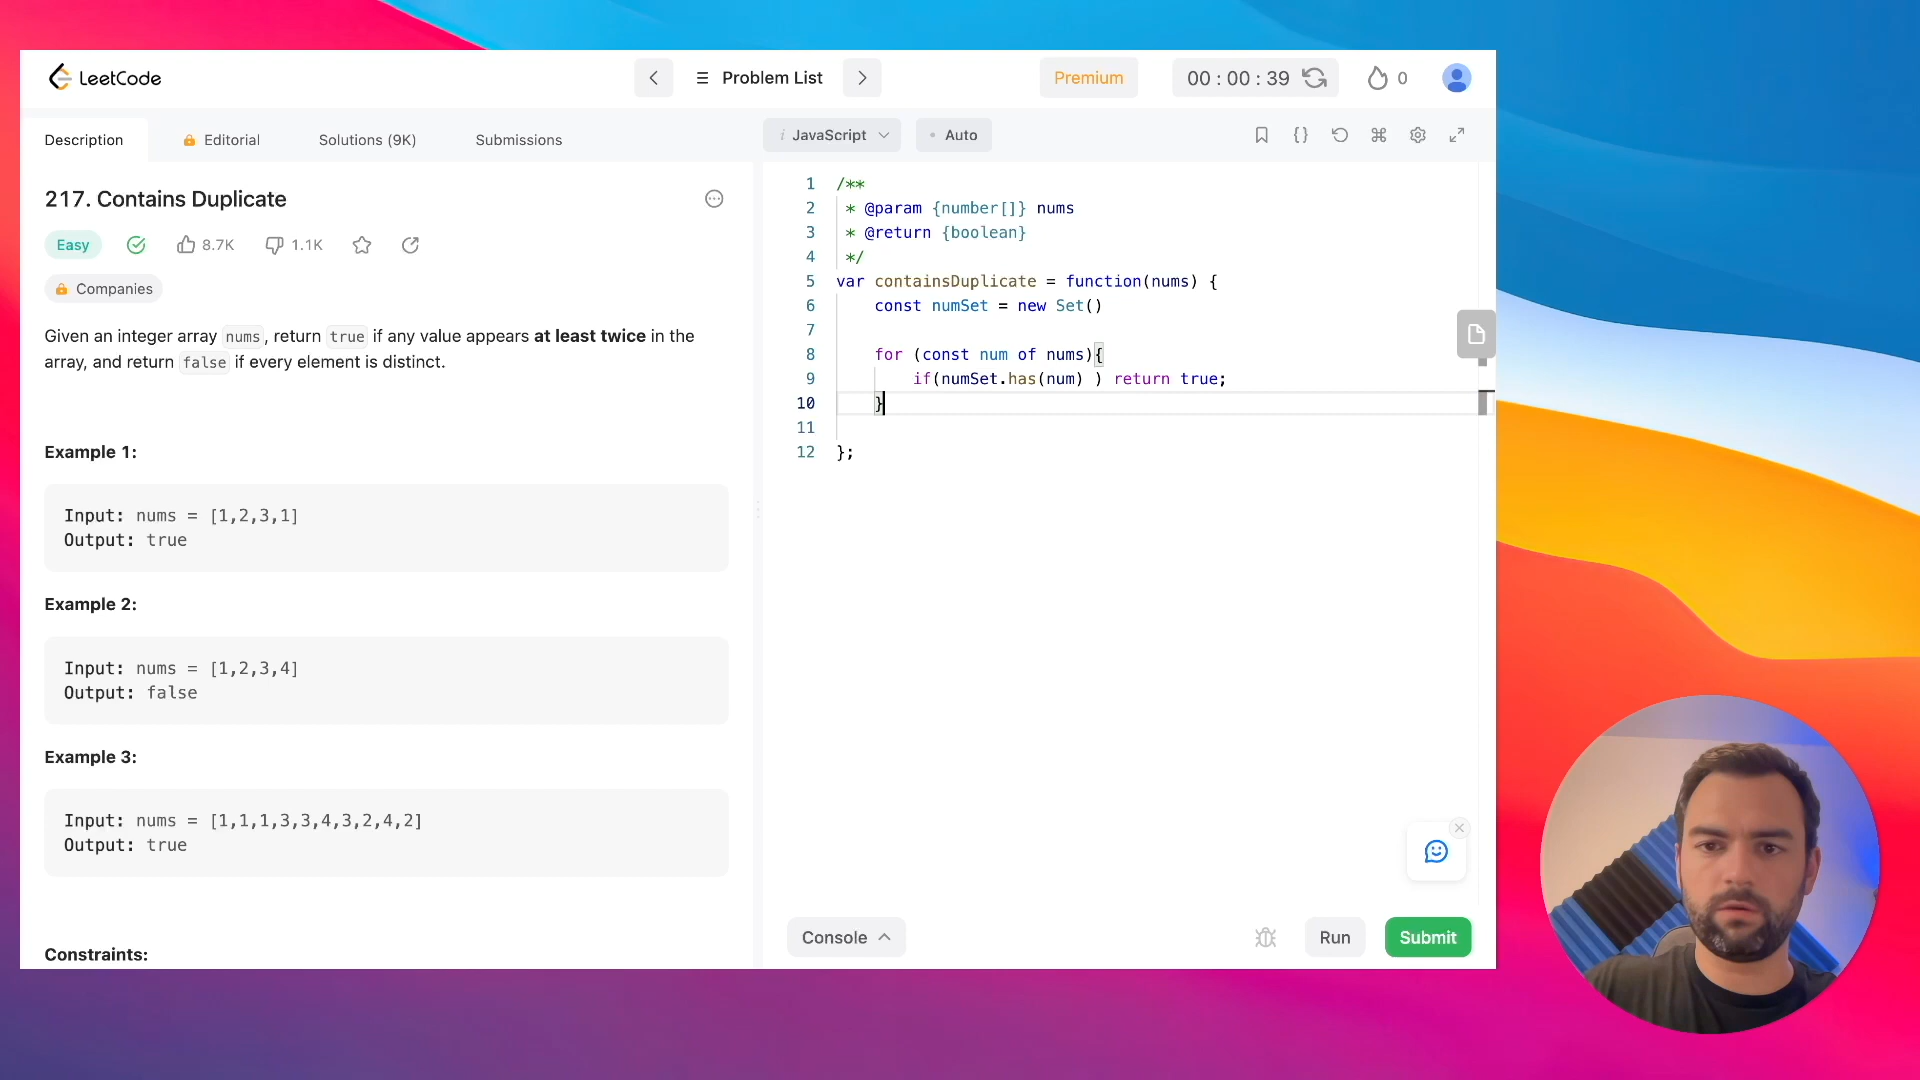 LeetCode
Problem List
Premium
00 : 00 : 39
0
Description
Editorial
Solutions (9K)
Submissions
217. Contains Duplicate
Easy
8.7K
1.1K
Companies
Given an integer array nums, return true if any value appears at least twice in the
array, and return false if every element is distinct.
Example 1:
Input: nums = [1,2,3,1]
Output: true
Example 2:
Input: nums = [1,2,3,4]
Output: false
Example 3:
Input: nums = [1,1,1,3,3,4,3,2,4,2]
Output: true
Constraints:
i JavaScript
• Auto
1 /**
2 * @param {number[]} nums
3 * @return {boolean}
4 */
5 var containsDuplicate = function(nums) {
6 const numSet = new Set()
7
8 for (const num of nums){
9 if(numSet.has(num) ) return true;
10 }
11
12 };
Console
Run
Submit